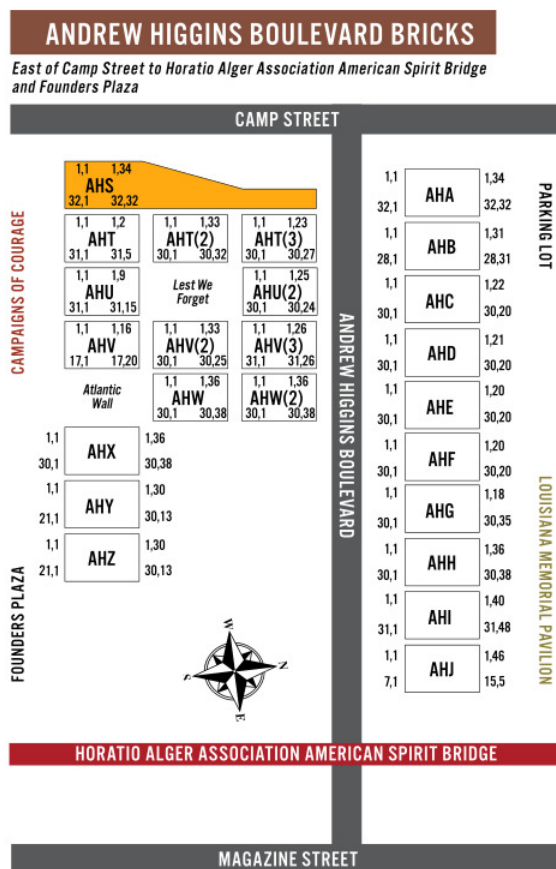 ANDREW HIGGINS BOULEVARD BRICKS
East of Camp Street to Horatio Alger Association American Spirit Bridge
and Founders Plaza
CAMP STREET
CAMPAIGNS OF COURAGE
FOUNDERS PLAZA
1,1 1,34
AHS
32,1 32,32
1,1 1,2
AHT
31,1 31,5
1,1 1,33
AHT(2)
30,1 30,32
1,1 1,23
AHT(3)
30,1 30,27
1,1 1,9
AHU
31,1 31,15
Lest We
Forget
1,1 1,25
AHU(2)
30,1 30,24
1,1 1,16
AHV
17,1 17,20
1,1 1,33
AHV(2)
30,1 30,25
1,1 1,26
AHV(3)
31,1 31,26
Atlantic
Wall
1,1 1,36
AHW
30,1 30,38
1,1 1,36
AHW(2)
30,1 30,38
1,1 1,36
AHX
30,1 30,38
1,1 1,30
AHY
21,1 30,13
1,1 1,30
AHZ
21,1 30,13
W
N
S
E
ANDREW HIGGINS BOULEVARD
1,1 1,34
AHA
32,1 32,32
1,1 1,31
AHB
28,1 28,31
1,1 1,22
AHC
30,1 30,20
1,1 1,21
AHD
30,1 30,20
1,1 1,20
AHE
30,1 30,20
1,1 1,20
AHF
30,1 30,20
1,1 1,18
AHG
30,1 30,35
1,1 1,36
AHH
30,1 30,38
1,1 1,40
AHI
31,1 31,48
1,1 1,46
AHJ
7,1 15,5
PARKING LOT
LOUISIANA MEMORIAL PAVILION
HORATIO ALGER ASSOCIATION AMERICAN SPIRIT BRIDGE
MAGAZINE STREET